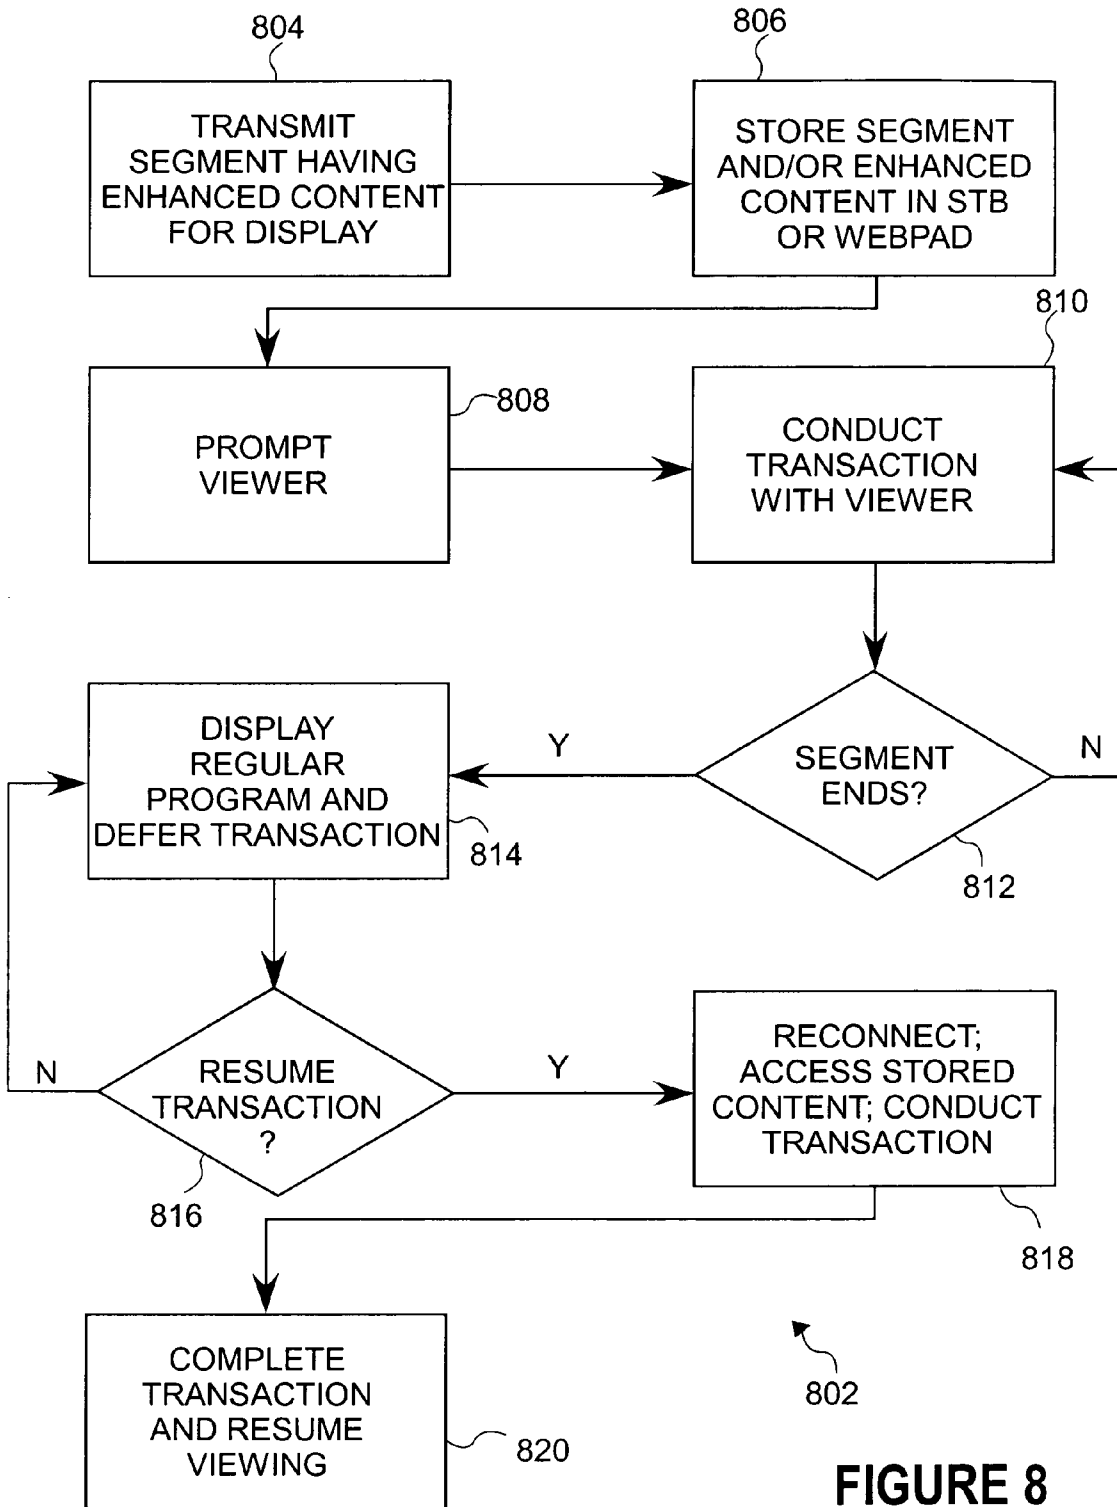 804
TRANSMIT
SEGMENT HAVING
ENHANCED CONTENT
FOR DISPLAY
806
STORE SEGMENT
AND/OR ENHANCED
CONTENT IN STB
OR WEBPAD
808
PROMPT
VIEWER
810
CONDUCT
TRANSACTION
WITH VIEWER
SEGMENT
ENDS?
Y
N
812
DISPLAY
REGULAR
PROGRAM AND
DEFER TRANSACTION
814
RESUME
TRANSACTION
?
N
Y
816
RECONNECT;
ACCESS STORED
CONTENT; CONDUCT
TRANSACTION
818
COMPLETE
TRANSACTION
AND RESUME
VIEWING
820
802
FIGURE 8